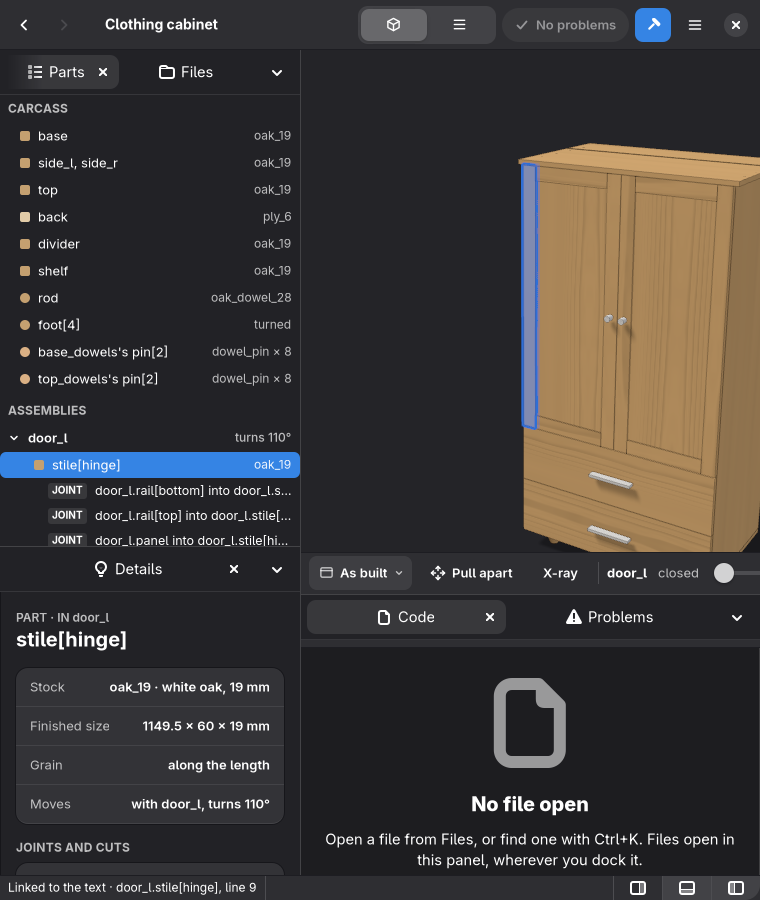 Clothing cabinet
No problems
Parts
Files
CARCASS
base oak_19
side_l, side_r oak_19
top oak_19
back ply_6
divider oak_19
shelf oak_19
rod oak_dowel_28
foot[4] turned
base_dowels's pin[2] dowel_pin × 8
top_dowels's pin[2] dowel_pin × 8
ASSEMBLIES
door_l turns 110°
stile[hinge] oak_19
JOINT door_l.rail[bottom] into door_l.s...
JOINT door_l.rail[top] into door_l.stile[...
JOINT door_l.panel into door_l.stile[hi...
Details
PART · IN door_l
stile[hinge]
Stock oak_19 · white oak, 19 mm
Finished size 1149.5 × 60 × 19 mm
Grain along the length
Moves with door_l, turns 110°
JOINTS AND CUTS
As built
Pull apart
X-ray
door_l closed
Code
Problems
No file open
Open a file from Files, or find one with Ctrl+K. Files open in
this panel, wherever you dock it.
Linked to the text · door_l.stile[hinge], line 9